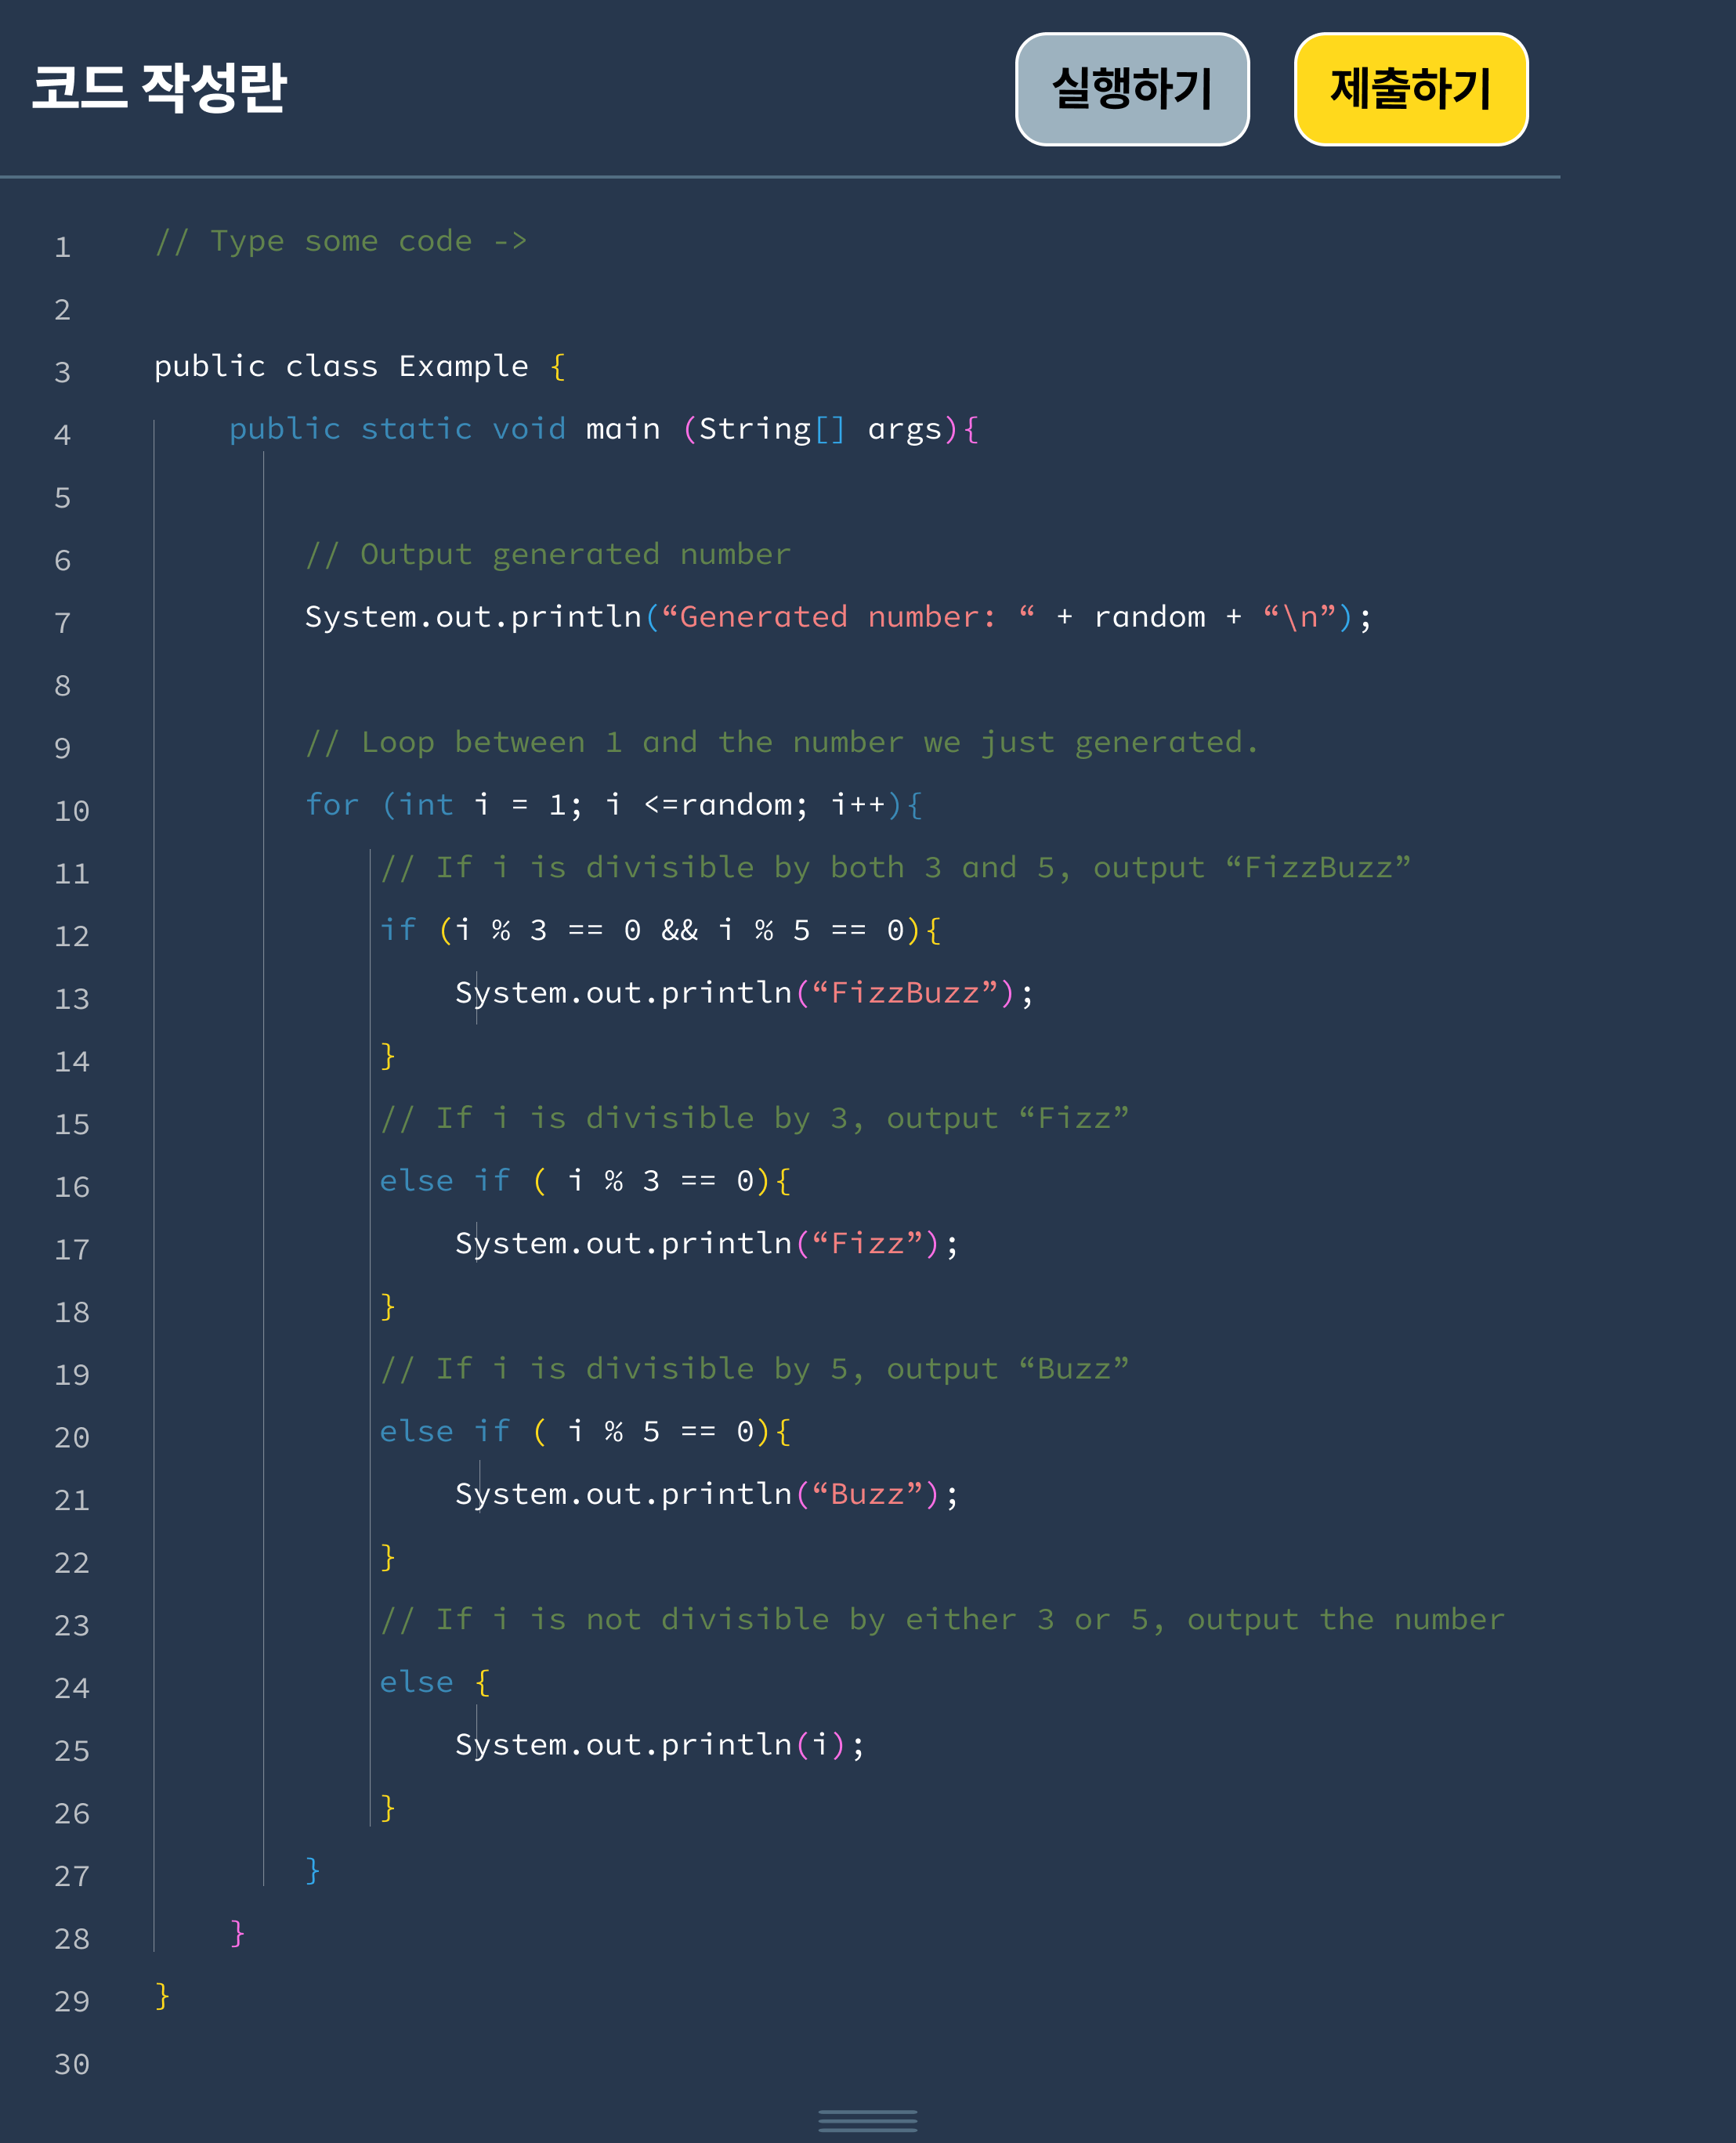 코드 작성란
실행하기
제출하기
1 // Type some code ->
2
3 public class Example {
4 public static void main (String[] args){
5
6 // Output generated number
7 System.out.println(“Generated number: “ + random + “\n”);
8
9 // Loop between 1 and the number we just generated.
10 for (int i = 1; i <=random; i++){
11 // If i is divisible by both 3 and 5, output “FizzBuzz”
12 if (i % 3 == 0 && i % 5 == 0){
13 System.out.println(“FizzBuzz”);
14 }
15 // If i is divisible by 3, output “Fizz”
16 else if ( i % 3 == 0){
17 System.out.println(“Fizz”);
18 }
19 // If i is divisible by 5, output “Buzz”
20 else if ( i % 5 == 0){
21 System.out.println(“Buzz”);
22 }
23 // If i is not divisible by either 3 or 5, output the number
24 else {
25 System.out.println(i);
26 }
27 }
28 }
29 }
30